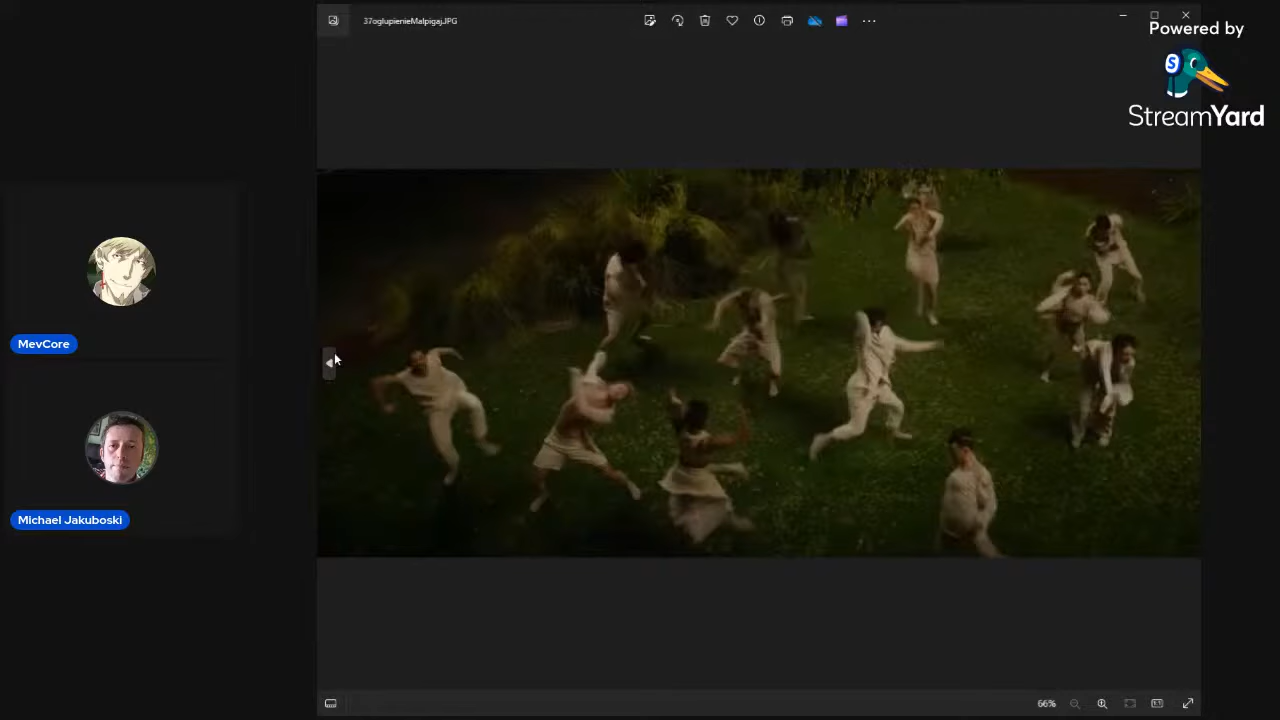 37oglupienieMalpigaj.JPG
Powered by
S
StreamYard
MevCore
Michael Jakuboski
66%